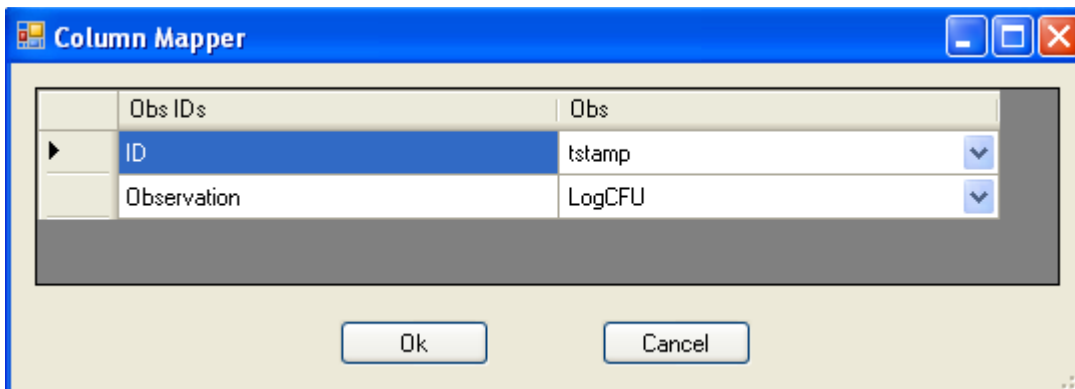 Column Mapper
Obs IDs Obs
ID tstamp
Observation LogCFU
Ok Cancel